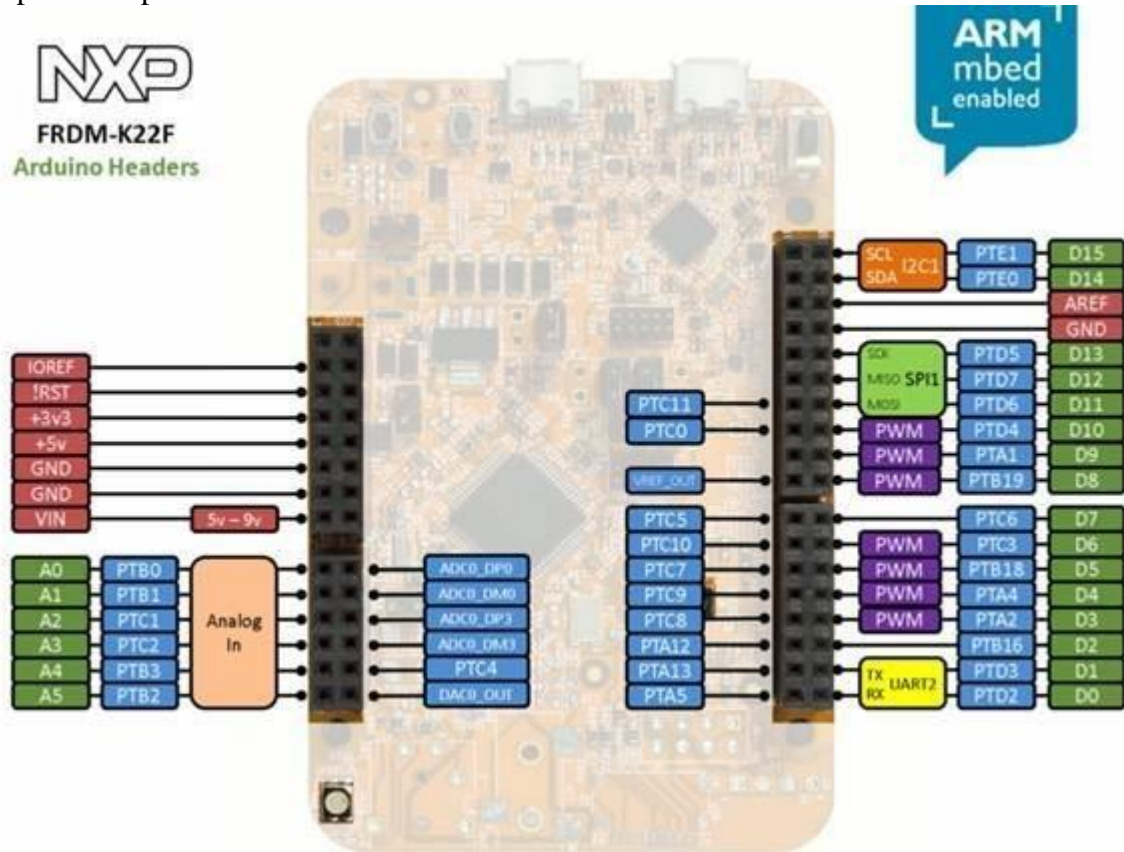 NXP
FRDM-K22F
Arduino Headers
ARM
mbed
enabled
IOREF
!RST
+3v3
+5v
GND
GND
VIN 5v – 9v
A0 PTB0
A1 PTB1
A2 PTC1
A3 PTC2
A4 PTB3
A5 PTB2
Analog
In
ADC0_DP0
ADC0_DM0
ADC0_DP3
ADC0_DM3
PTC4
DAC0_OUT
PTC11
PTC0
VREF_OUT
PTC5
PTC10
PTC7
PTC9
PTC8
PTA12
PTA13
PTA5
SCL
SDA
I2C1
PTE1 D15
PTE0 D14
AREF
GND
SDI
MISO SPI1
MOSI
PTD5 D13
PTD7 D12
PTD6 D11
PWM PTD4 D10
PWM PTA1 D9
PWM PTB19 D8
PTC6 D7
PWM PTC3 D6
PWM PTB18 D5
PWM PTA4 D4
PWM PTA2 D3
PTB16 D2
TX
RX
UART2
PTD3 D1
PTD2 D0